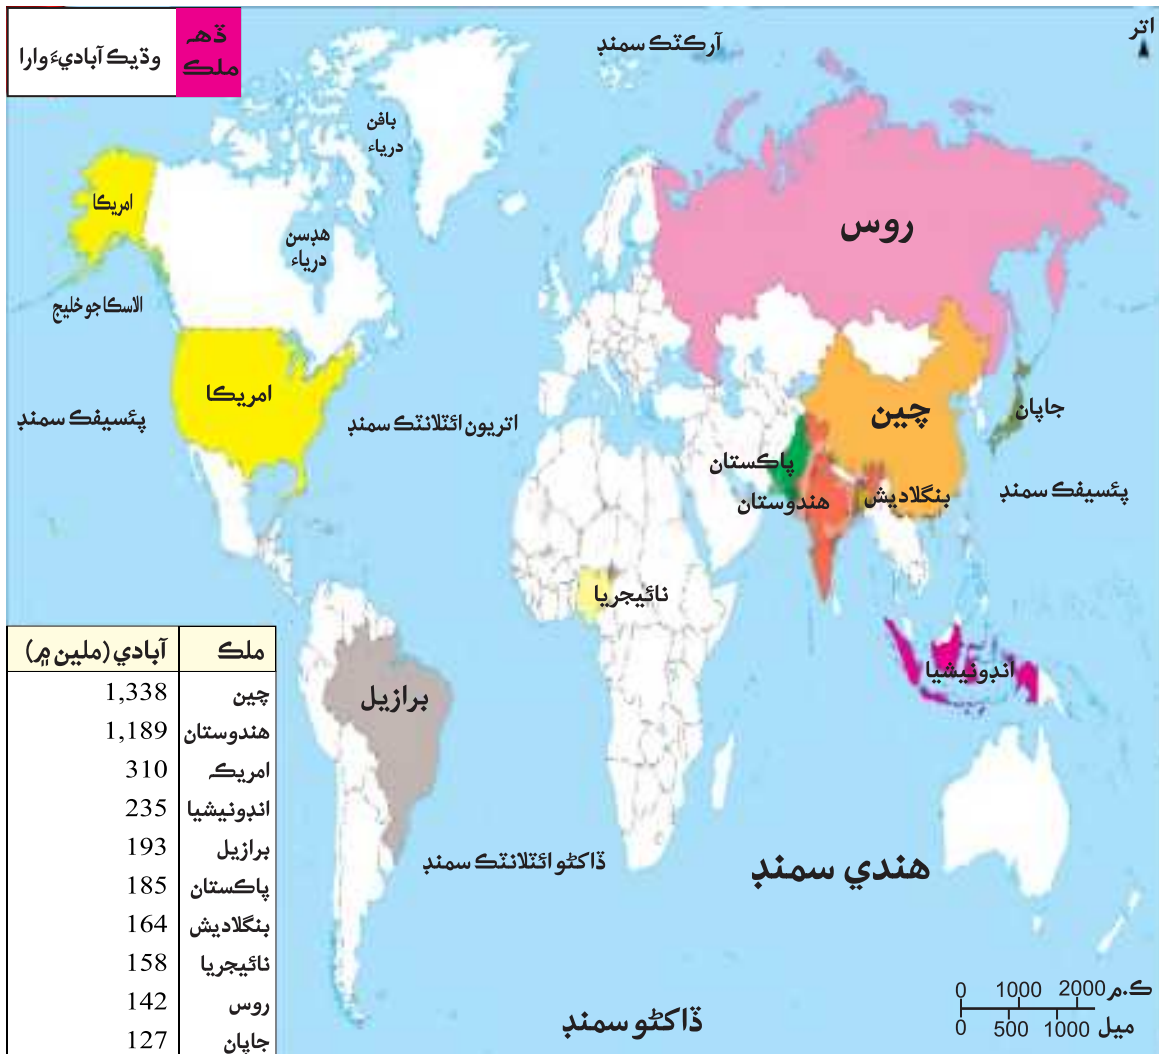 ڏهہ ملڪ
وڌيڪ آباديءَ وارا
اتر
آرڪٽڪ سمنڊ
بافن
درياء
امريڪا
هڊسن
درياء
روس
الاسڪا جو خليج
امريڪا
پئسيفڪ سمنڊ
اتريون ائٽلانٽڪ سمنڊ
چين
جاپان
پاڪستان
هندوستان
بنگلاديش
پئسيفڪ سمنڊ
نائيجريا
انڊونيشيا
برازيل
ڏاکڻو ائٽلانٽڪ سمنڊ
هندي سمنڊ
ڏاکڻو سمنڊ
ملڪ آبادي (ملين ۾)
چين 1,338
هندوستان 1,189
امريڪہ 310
انڊونيشيا 235
برازيل 193
پاڪستان 185
بنگلاديش 164
نائيجريا 158
روس 142
جاپان 127
0 1000 2000 ڪ.م
0 500 1000 ميل